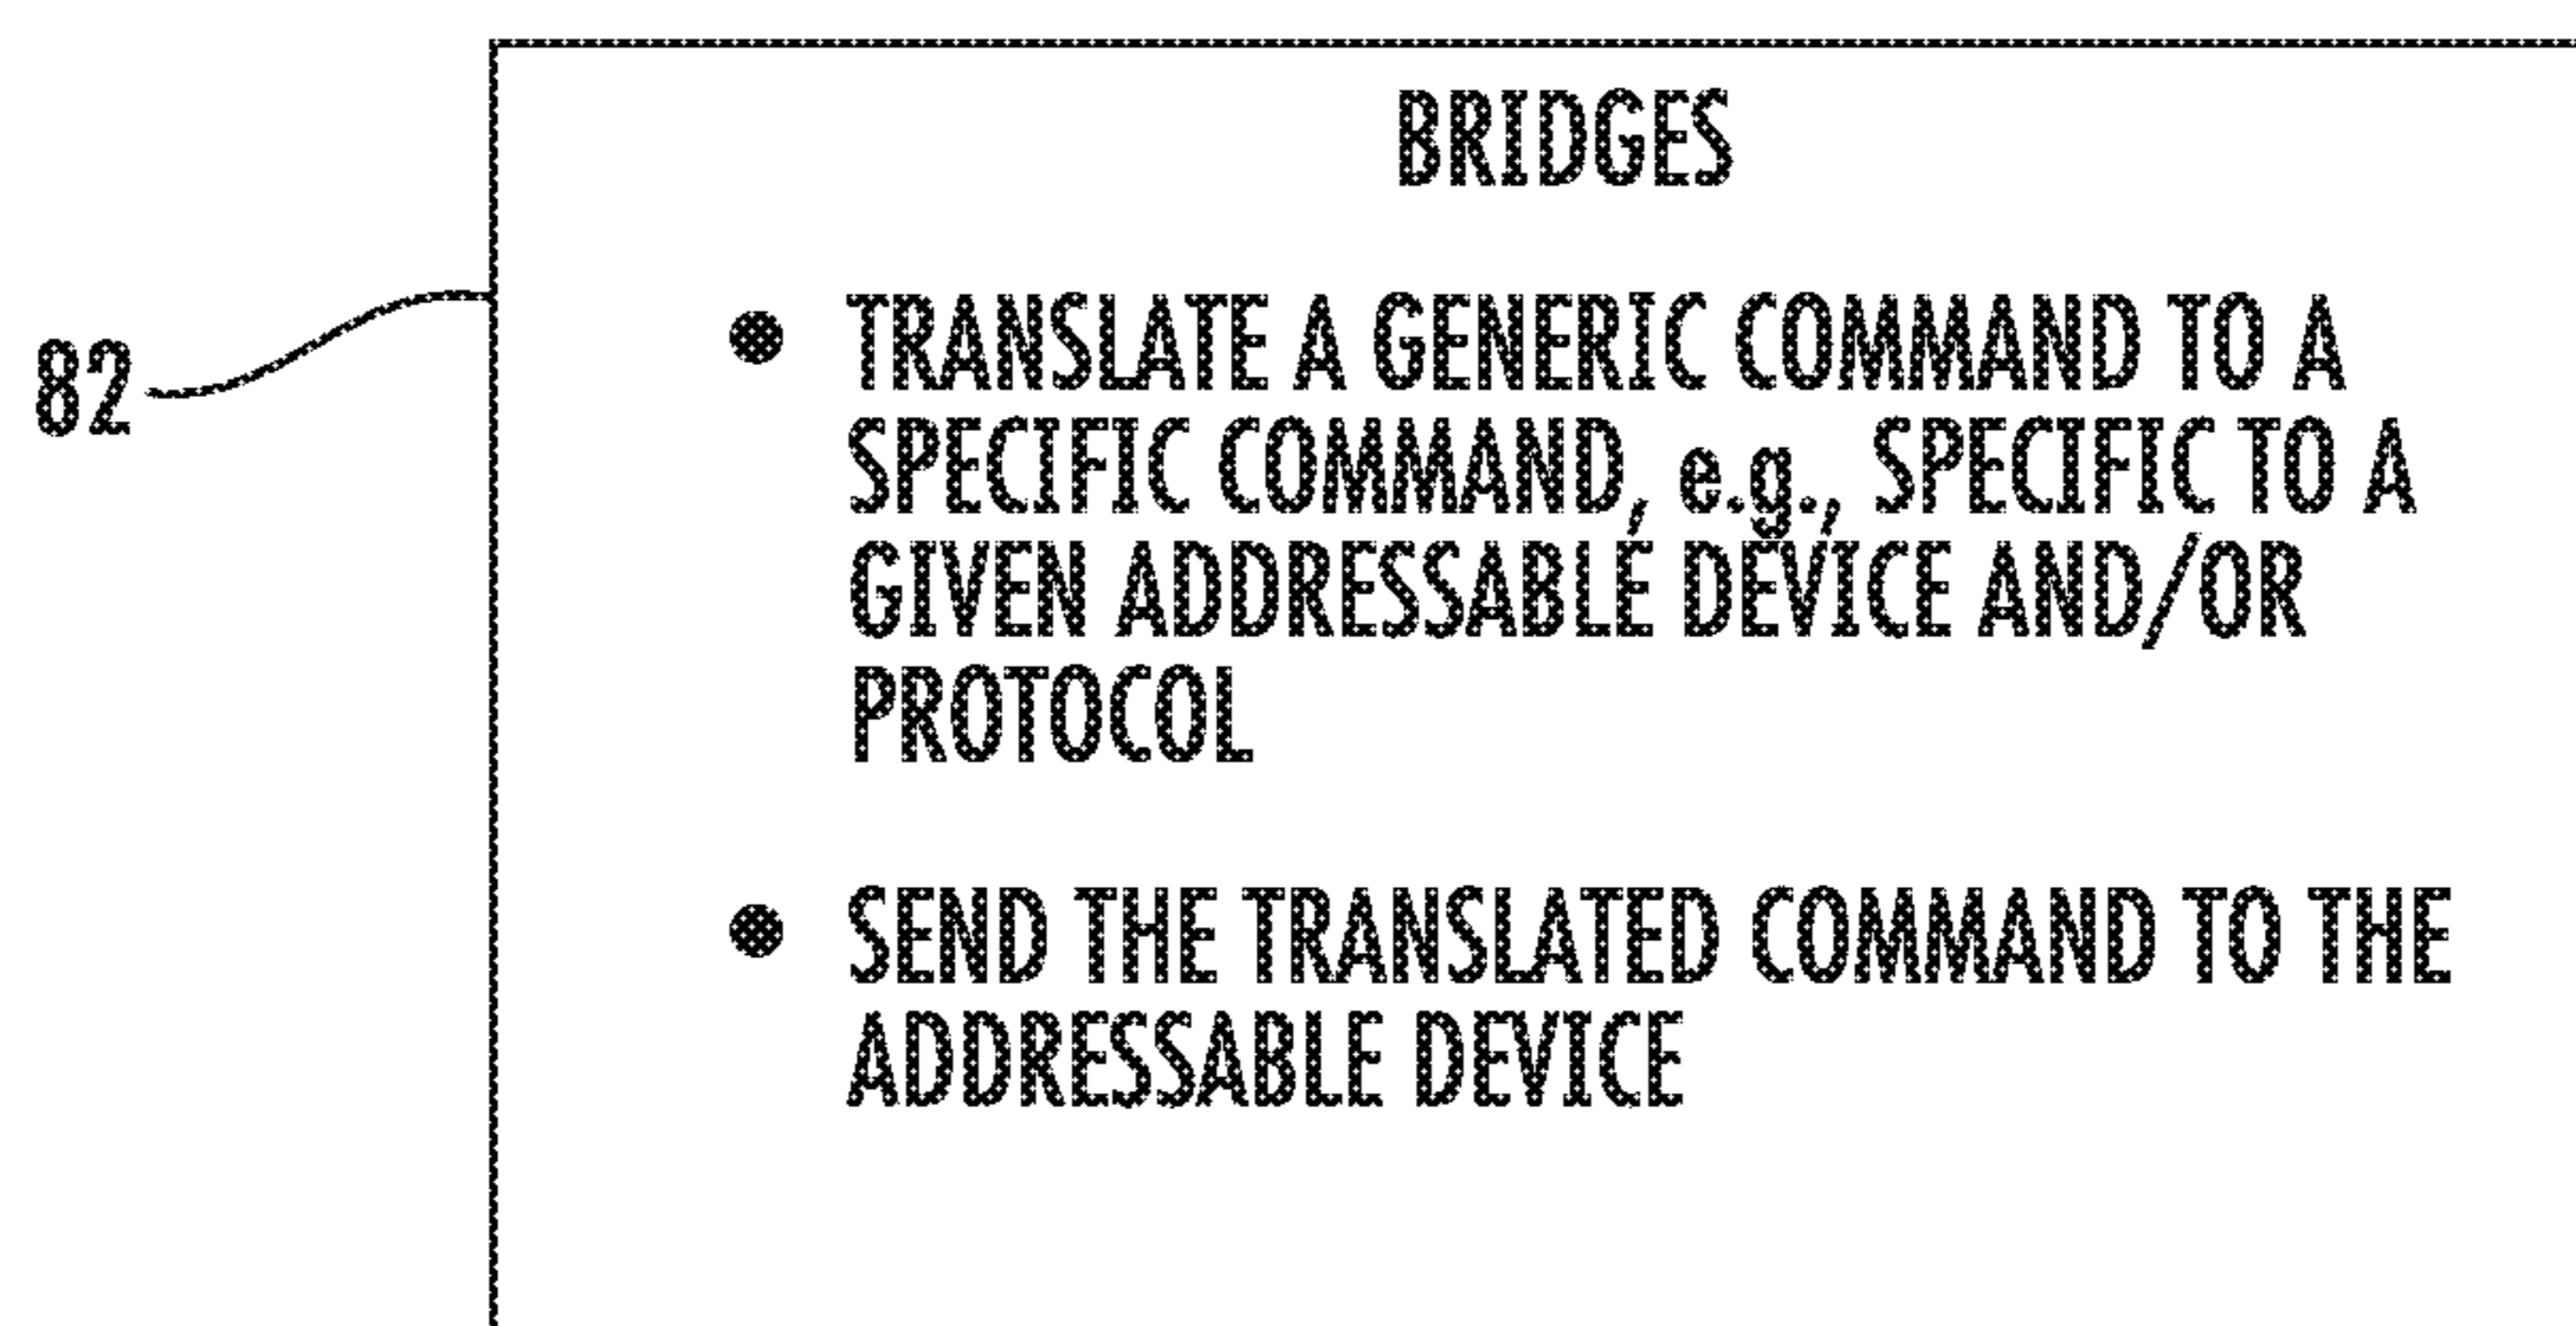 BRIDGES
• TRANSLATE A GENERIC COMMAND TO A
82
SPECIFIC COMMAND, e.g., SPECIFIC TO A
GIVEN ADDRESSABLE DEVICE AND/OR
PROTOCOL
• SEND THE TRANSLATED COMMAND TO THE
ADDRESSABLE DEVICE